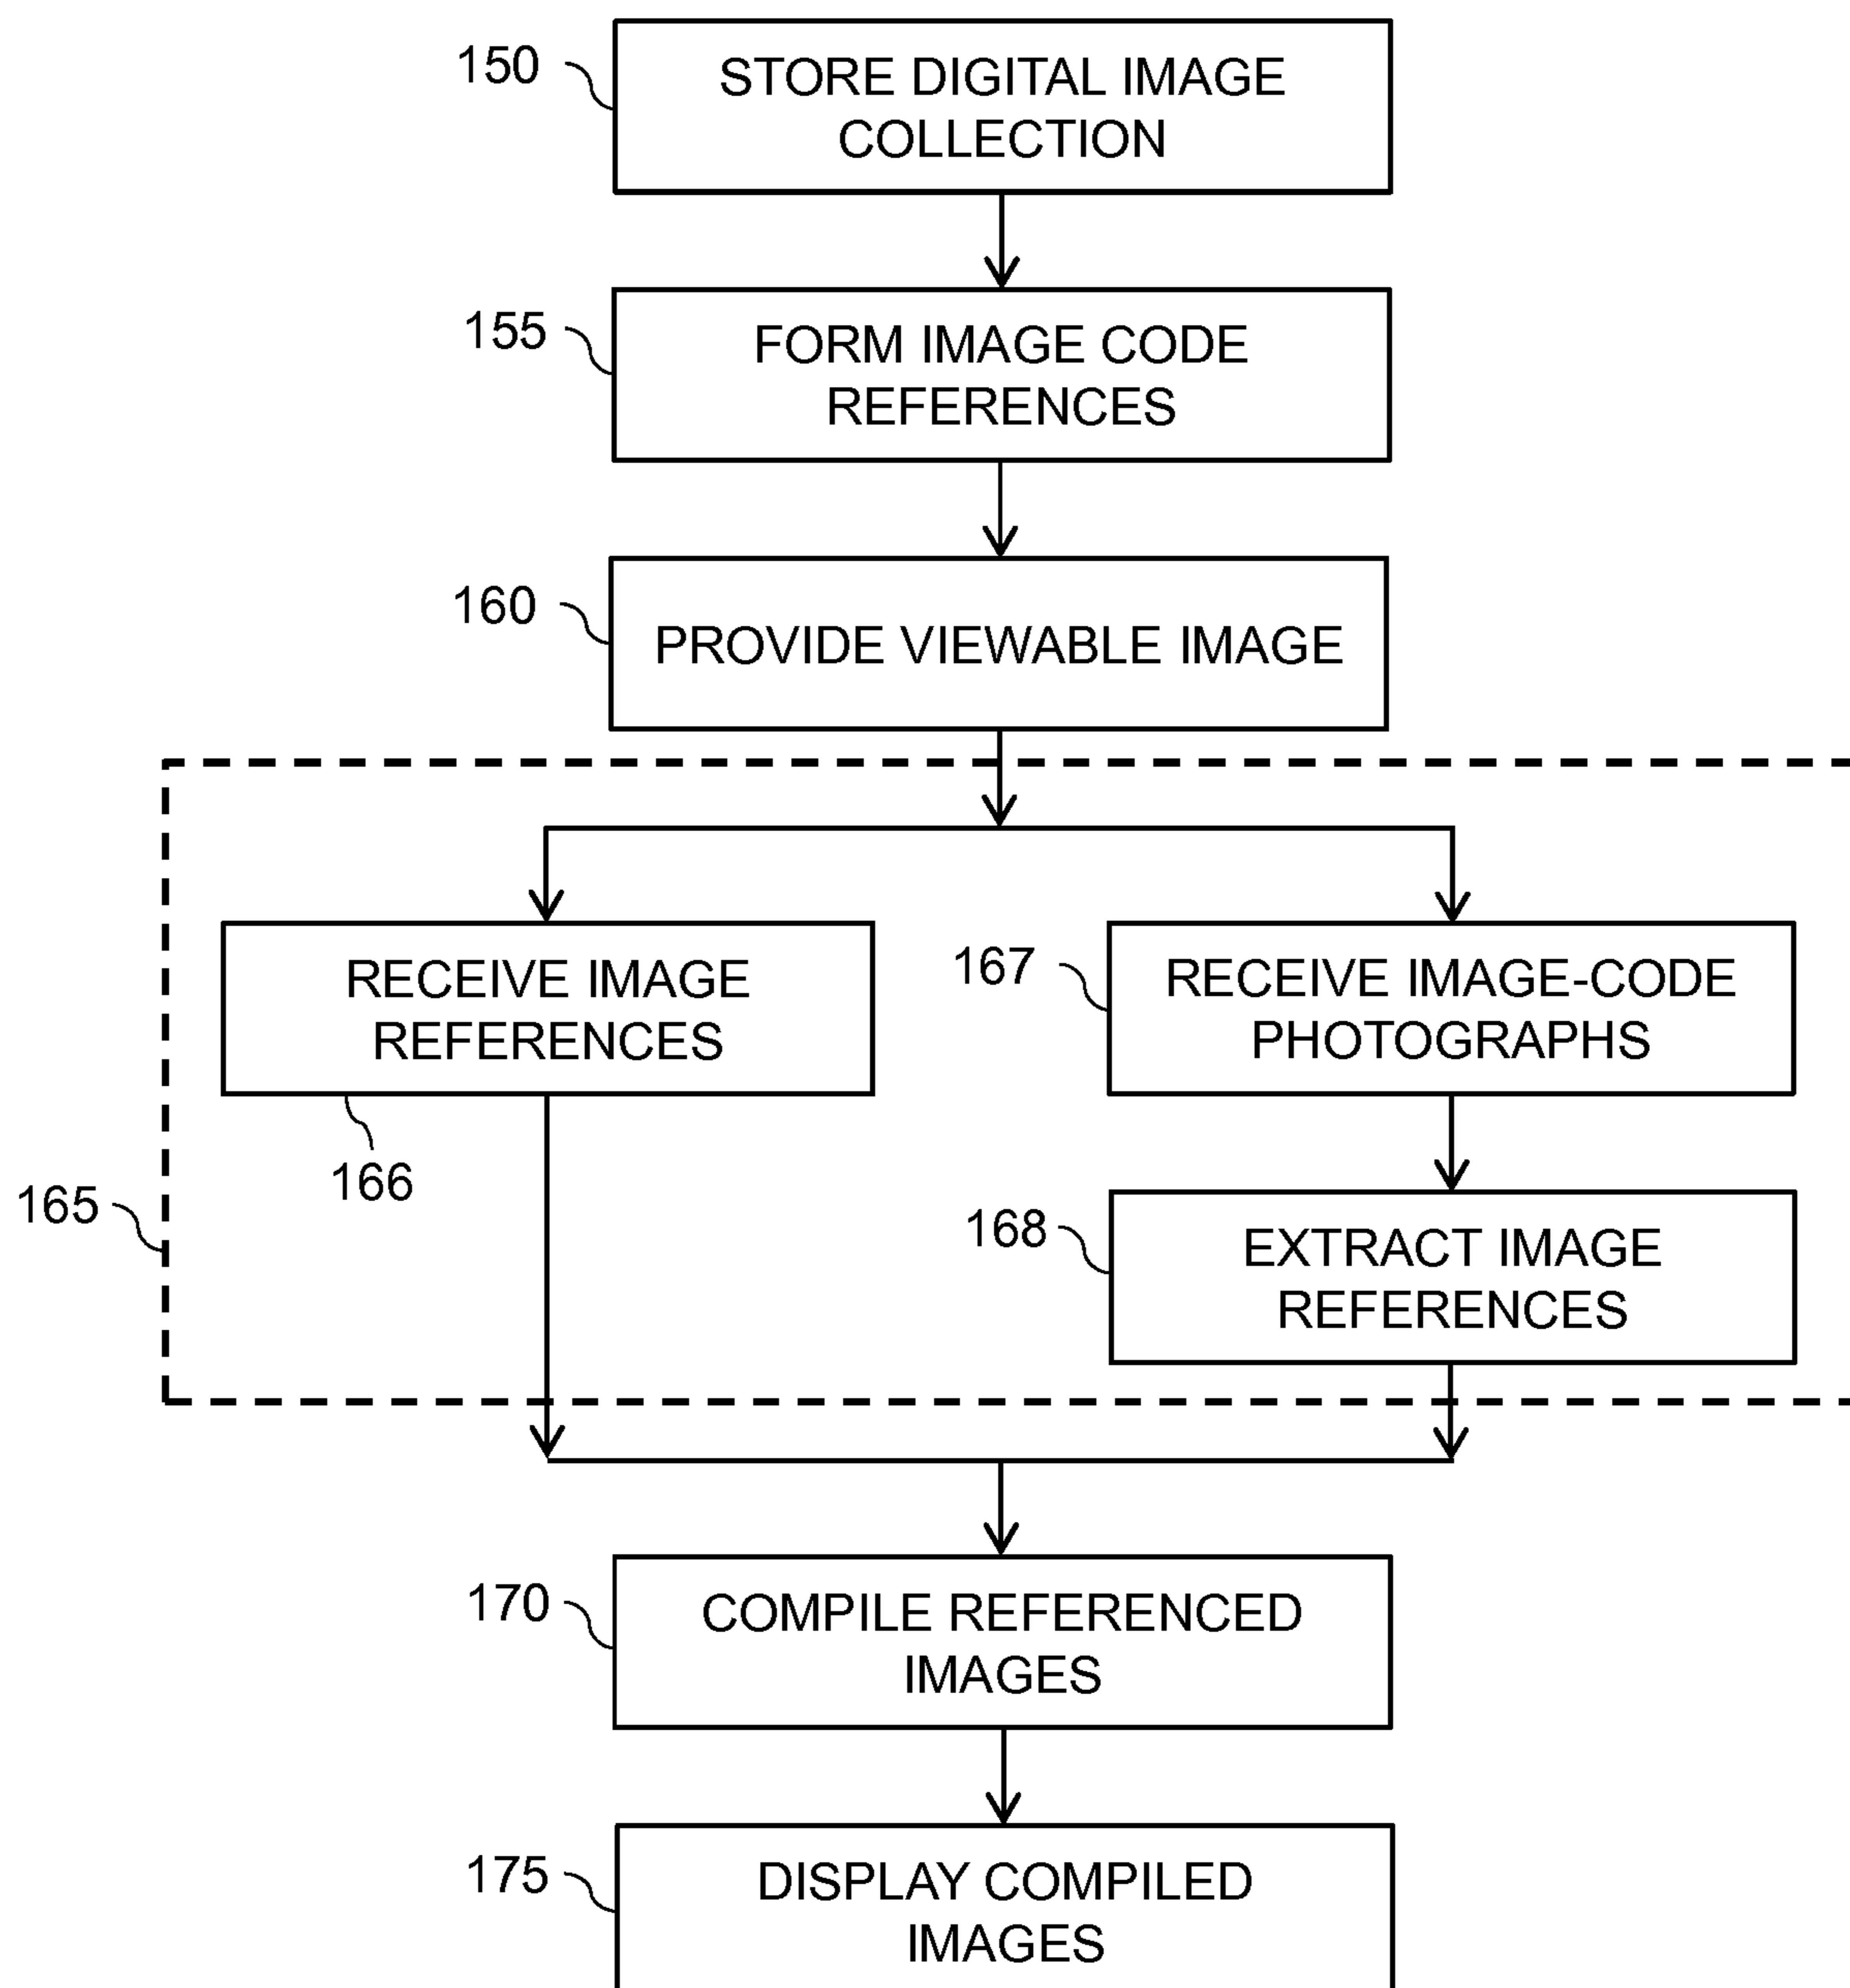 150
STORE DIGITAL IMAGE
COLLECTION
155
FORM IMAGE CODE
REFERENCES
160
PROVIDE VIEWABLE IMAGE
RECEIVE IMAGE
REFERENCES
166
167
RECEIVE IMAGE-CODE
PHOTOGRAPHS
165
168
EXTRACT IMAGE
REFERENCES
170
COMPILE REFERENCED
IMAGES
175
DISPLAY COMPILED
IMAGES